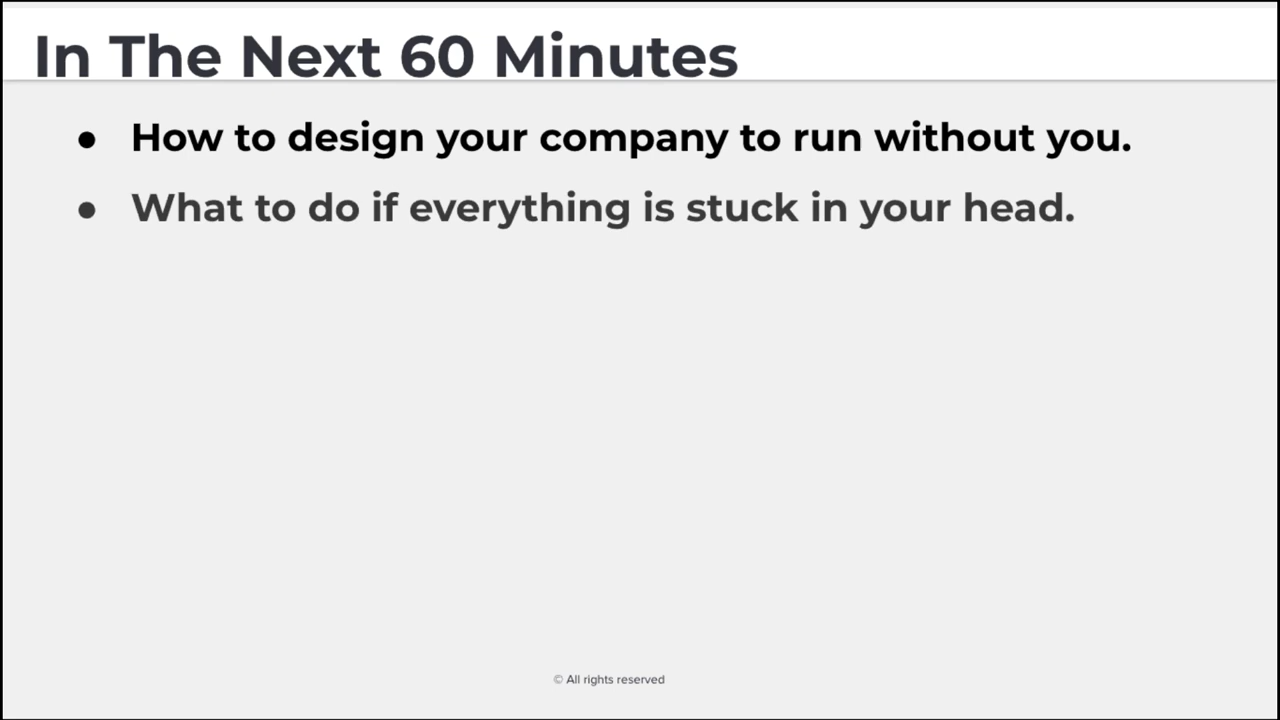 In The Next 60 Minutes
● How to design your company to run without you.
● What to do if everything is stuck in your head.
© All rights reserved